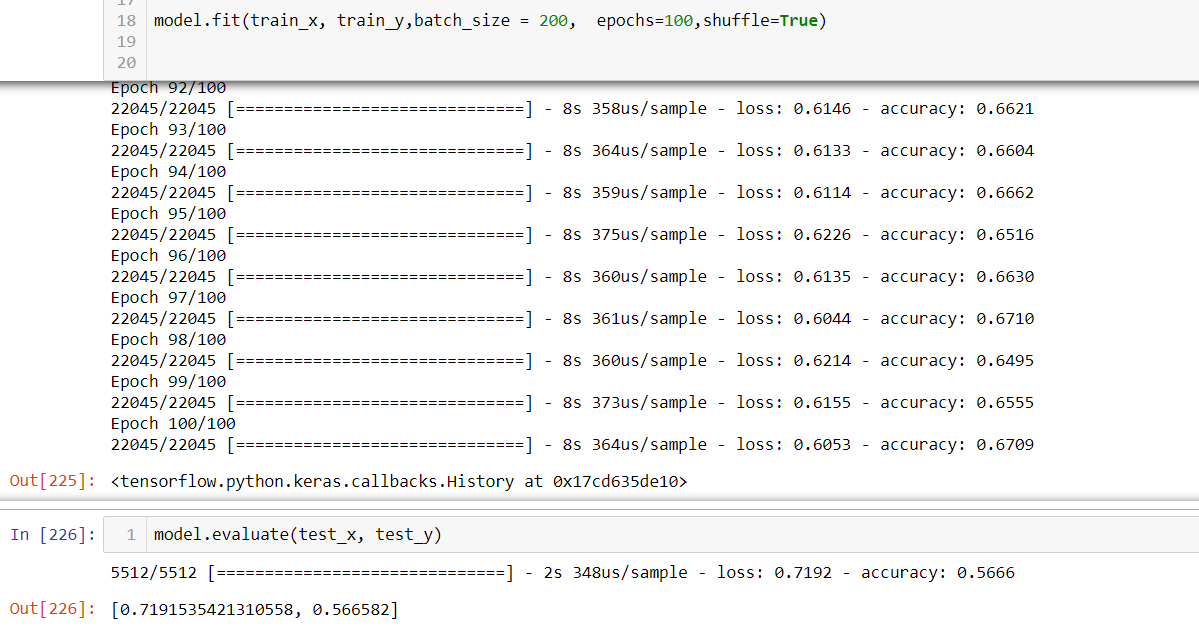 17
18 model.fit(train_x, train_y,batch_size = 200,  epochs=100,shuffle=True)
19
20
Epoch 92/100
22045/22045 [==============================] - 8s 358us/sample - loss: 0.6146 - accuracy: 0.6621
Epoch 93/100
22045/22045 [==============================] - 8s 364us/sample - loss: 0.6133 - accuracy: 0.6604
Epoch 94/100
22045/22045 [==============================] - 8s 359us/sample - loss: 0.6114 - accuracy: 0.6662
Epoch 95/100
22045/22045 [==============================] - 8s 375us/sample - loss: 0.6226 - accuracy: 0.6516
Epoch 96/100
22045/22045 [==============================] - 8s 360us/sample - loss: 0.6135 - accuracy: 0.6630
Epoch 97/100
22045/22045 [==============================] - 8s 361us/sample - loss: 0.6044 - accuracy: 0.6710
Epoch 98/100
22045/22045 [==============================] - 8s 360us/sample - loss: 0.6214 - accuracy: 0.6495
Epoch 99/100
22045/22045 [==============================] - 8s 373us/sample - loss: 0.6155 - accuracy: 0.6555
Epoch 100/100
22045/22045 [==============================] - 8s 364us/sample - loss: 0.6053 - accuracy: 0.6709
Out[225]: <tensorflow.python.keras.callbacks.History at 0x17cd635de10>
In [226]: 1 model.evaluate(test_x, test_y)
5512/5512 [==============================] - 2s 348us/sample - loss: 0.7192 - accuracy: 0.5666
Out[226]: [0.7191535421310558, 0.566582]